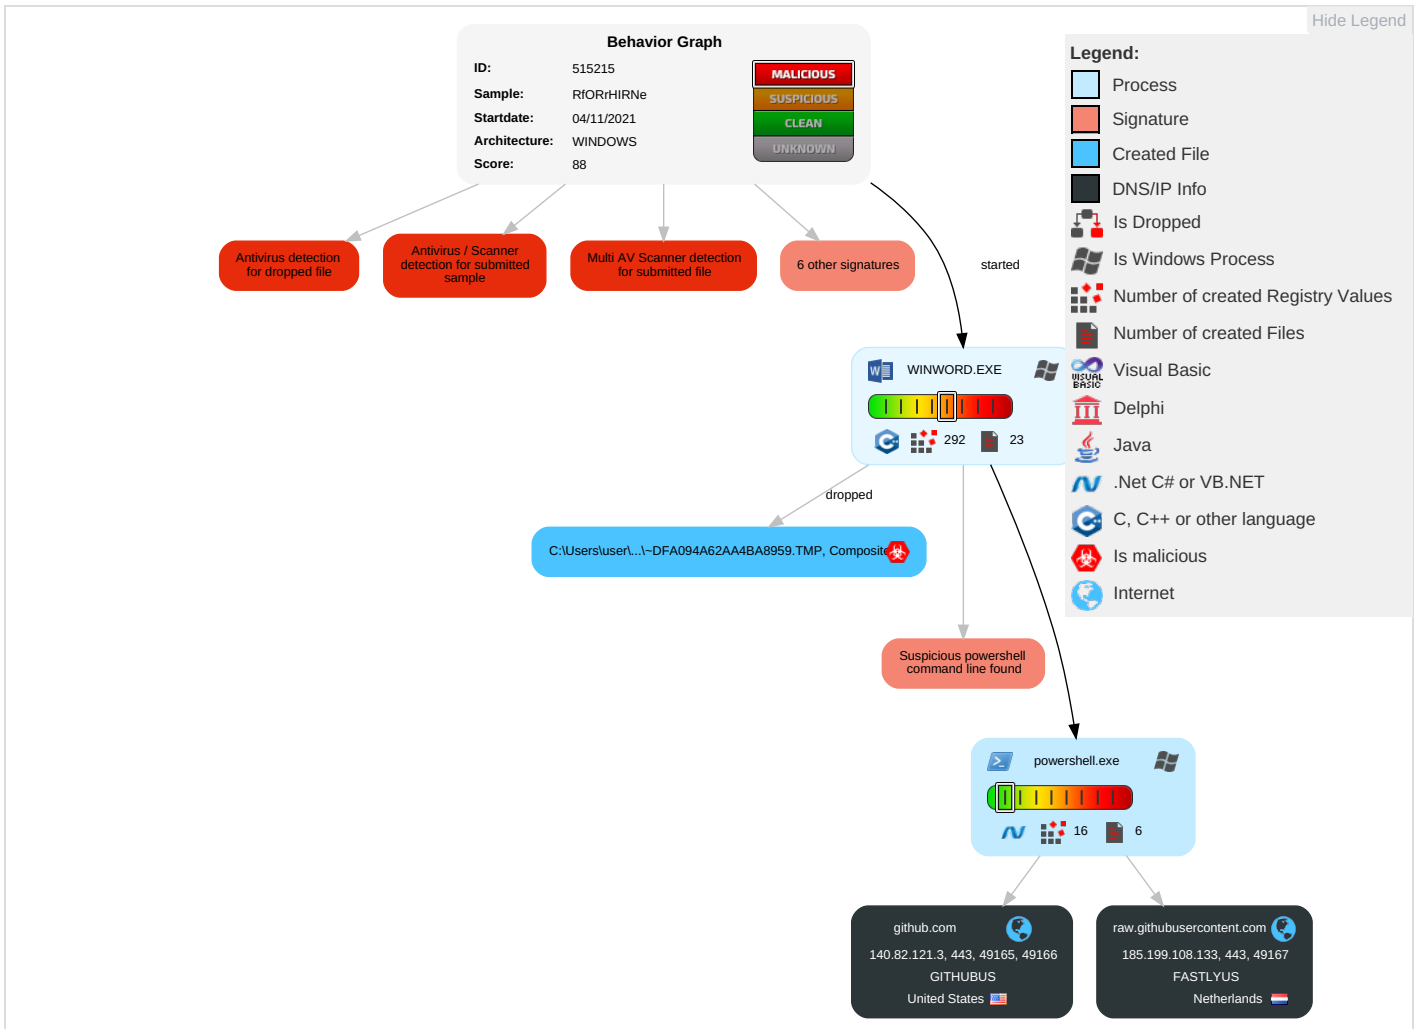 Hide Legend
Behavior Graph
ID: 515215
Sample: RfORrHIRNe
Startdate: 04/11/2021
Architecture: WINDOWS
Score: 88
MALICIOUS
SUSPICIOUS
CLEAN
UNKNOWN
Legend:
Process
Signature
Created File
DNS/IP Info
Is Dropped
Is Windows Process
Number of created Registry Values
Number of created Files
Visual Basic
Delphi
Java
.Net C# or VB.NET
C, C++ or other language
Is malicious
Internet
VISUAL
BASIC
Antivirus detection
for dropped file
Antivirus / Scanner
detection for submitted
sample
Multi AV Scanner detection
for submitted file
6 other signatures
started
WINWORD.EXE
292 23
dropped
C:\Users\user\...\~DFA094A62AA4BA8959.TMP, Composite
Suspicious powershell
command line found
powershell.exe
16 6
github.com
140.82.121.3, 443, 49165, 49166
GITHUBUS
United States
raw.githubusercontent.com
185.199.108.133, 443, 49167
FASTLYUS
Netherlands